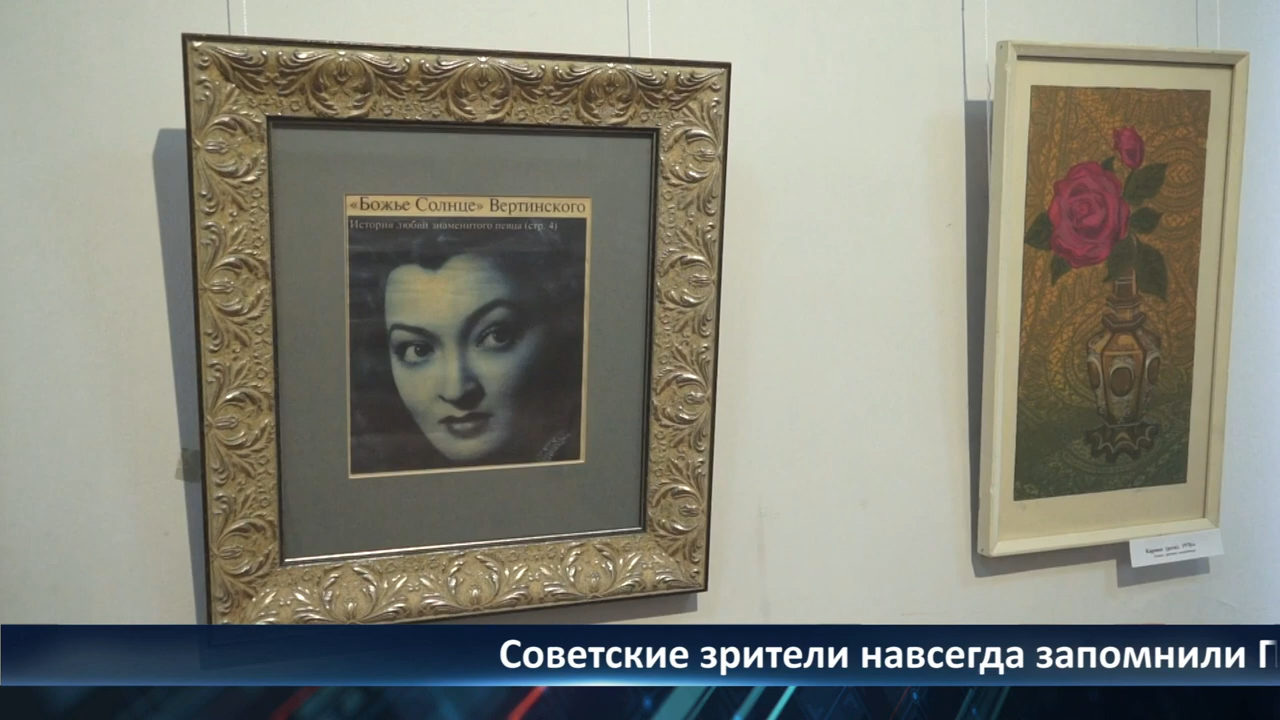 «Божье Солнце» Вертинского
История любви знаменитого певца (стр. 4)
Советские зрители навсегда запомнили